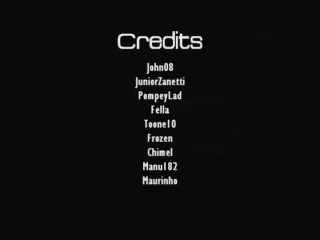 Credits
John08
JuniorZanetti
PompeyLad
Fella
Toone10
Frozen
Chimel
Manu182
Maurinho